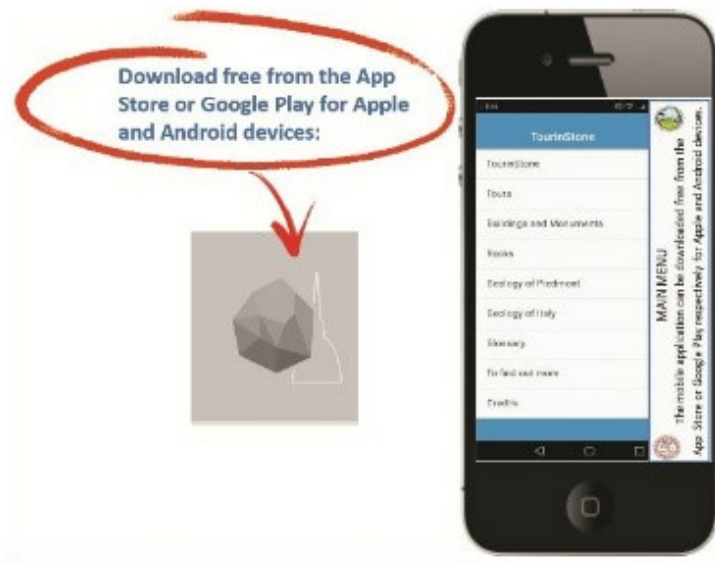 Download free from the App
Store or Google Play for Apple
and Android devices:
TourinStone
TourinStone
Tours
Buildings and Monuments
Rocks
Geology of Piedmont
Geology of Italy
Glossary
To find out more
Credits
MAIN MENU
The mobile application can be downloaded free from the
App Store or Google Play respectively for Apple and Android devices.